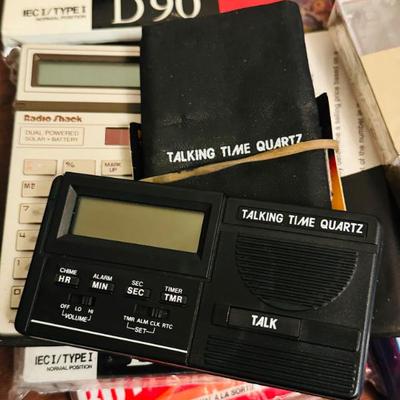 IEC I / TYPE I
NORMAL POSITION
D90
Radio Shack
DUAL POWERED
SOLAR + BATTERY
%
MARK
UP
TALKING TIME QUARTZ
TALKING TIME QUARTZ
CHIME
HR
ALARM
MIN
SEC
SEC
TIMER
TMR
OFF LO HI
VOLUME
TMR ALM CLK RTC
SET
TALK
IEC I / TYPE I
NORMAL POSITION
À LA SORT